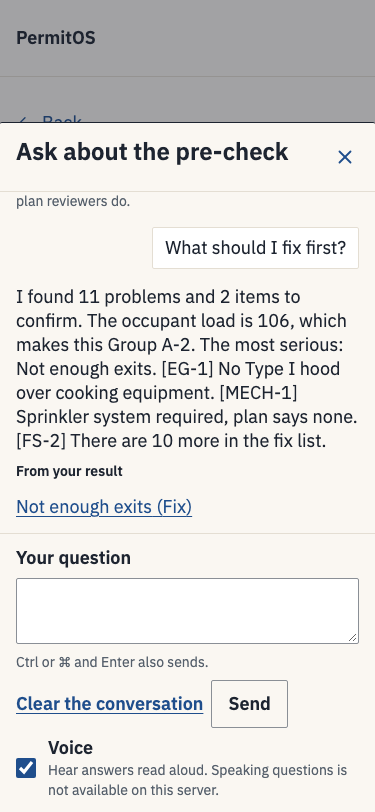 PermitOS
Back
Ask about the pre-check
plan reviewers do.
What should I fix first?
I found 11 problems and 2 items to
confirm. The occupant load is 106, which
makes this Group A-2. The most serious:
Not enough exits. [EG-1] No Type I hood
over cooking equipment. [MECH-1]
Sprinkler system required, plan says none.
[FS-2] There are 10 more in the fix list.
From your result
Not enough exits (Fix)
Your question
Ctrl or ⌘ and Enter also sends.
Clear the conversation
Send
Voice
Hear answers read aloud. Speaking questions is
not available on this server.